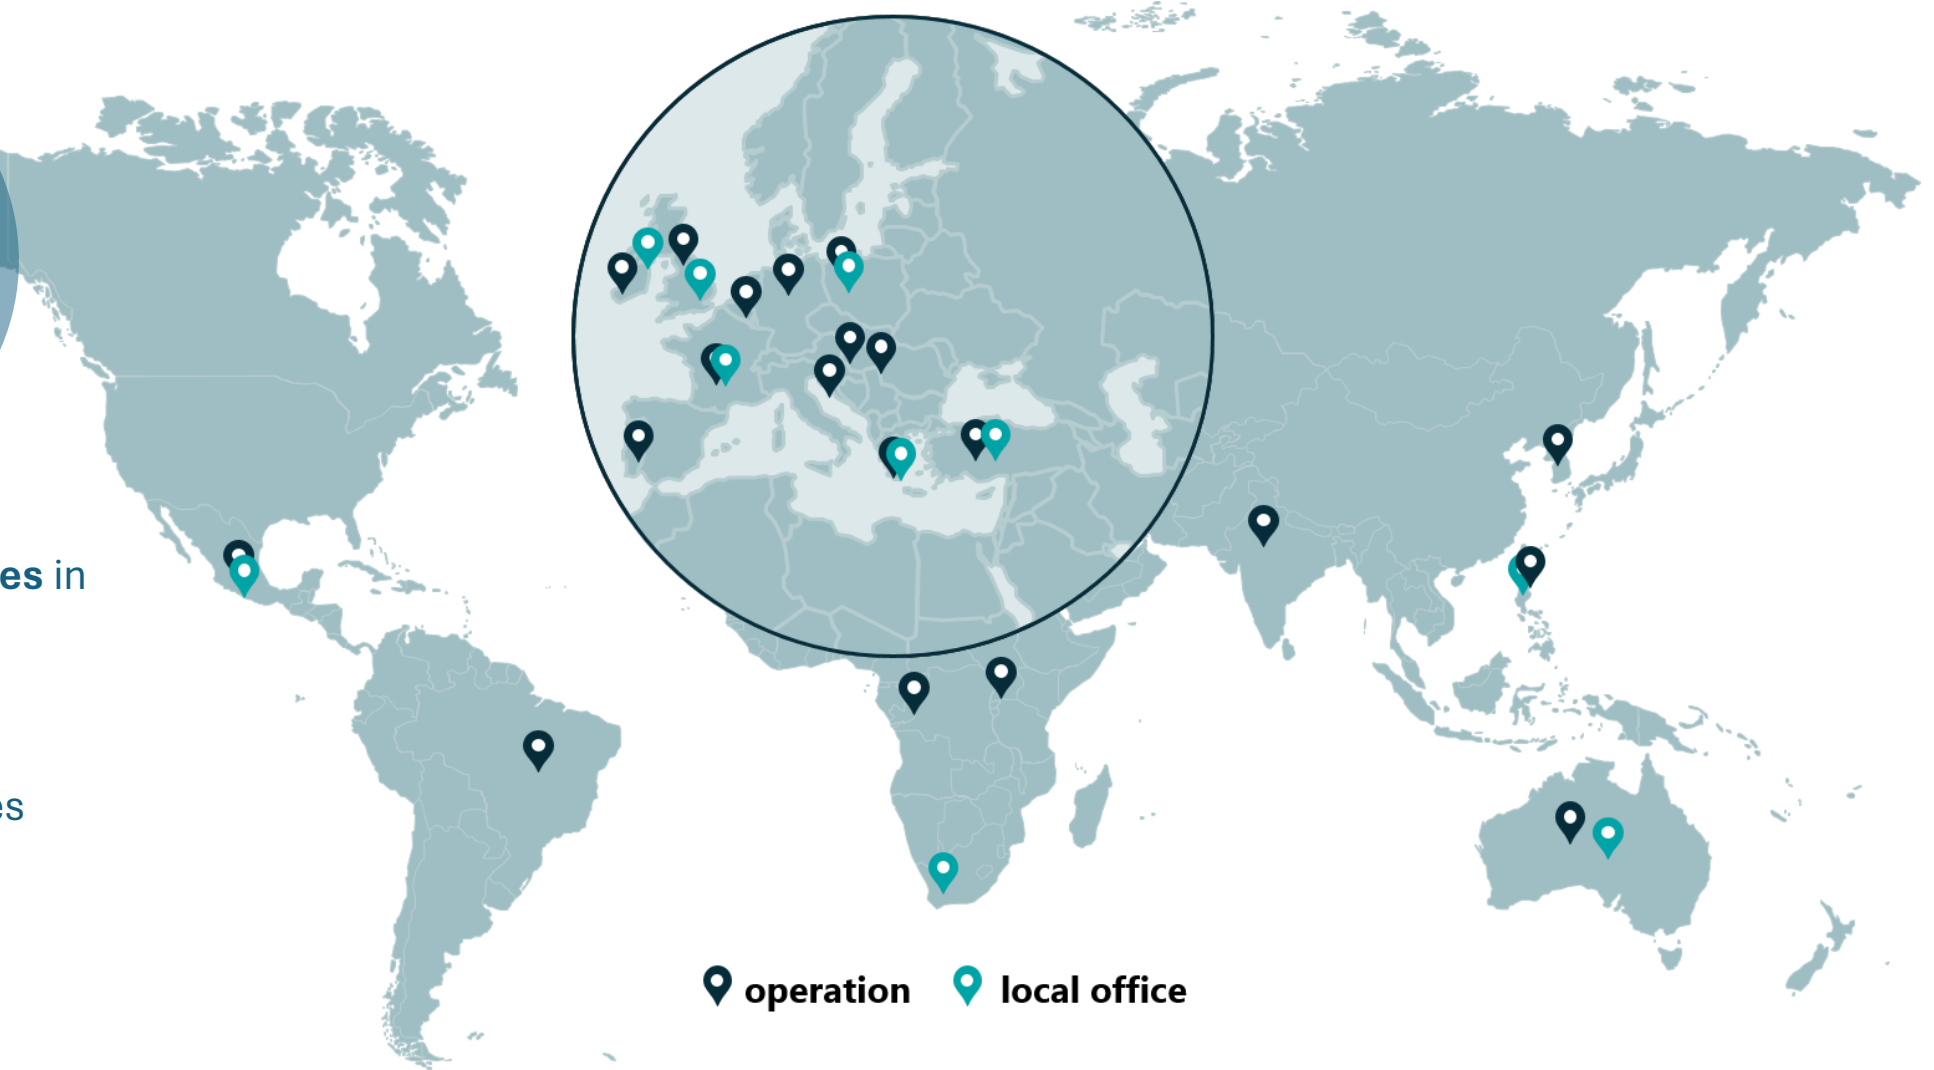 es in
es
operation
local office